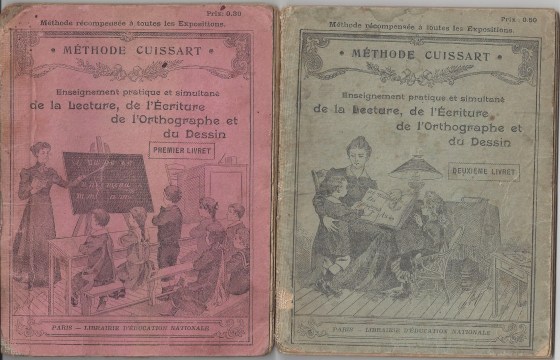 Prix: 0.90
Méthode récompensée à toutes les Expositions.
MÉTHODE CUISSART
Enseignement pratique et simultané
de la Lecture, de l'Écriture
de l'Orthographe et
du Dessin
PREMIER LIVRET
PARIS - LIBRAIRIE D'ÉDUCATION NATIONALE
Prix: 0.90
Méthode récompensée à toutes les Expositions.
MÉTHODE CUISSART
Enseignement pratique et simultané
de la Lecture, de l'Écriture,
de l'Orthographe et
du Dessin
DEUXIÈME LIVRET
PARIS - LIBRAIRIE D'ÉDUCATION NATIONALE